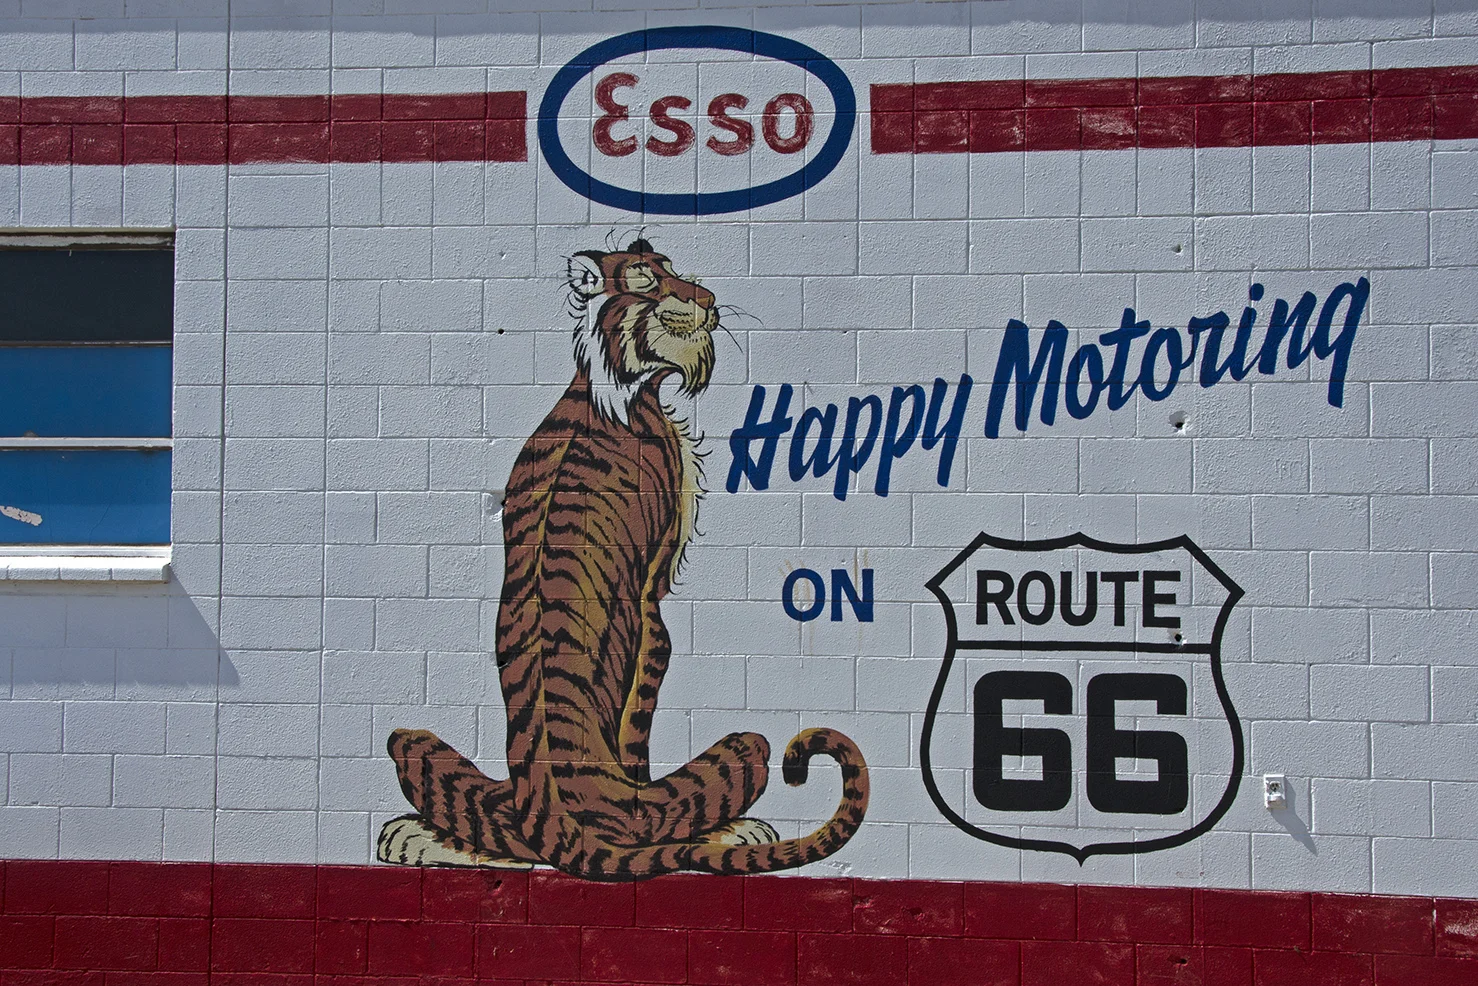 Esso
Happy Motoring
ON
ROUTE
66